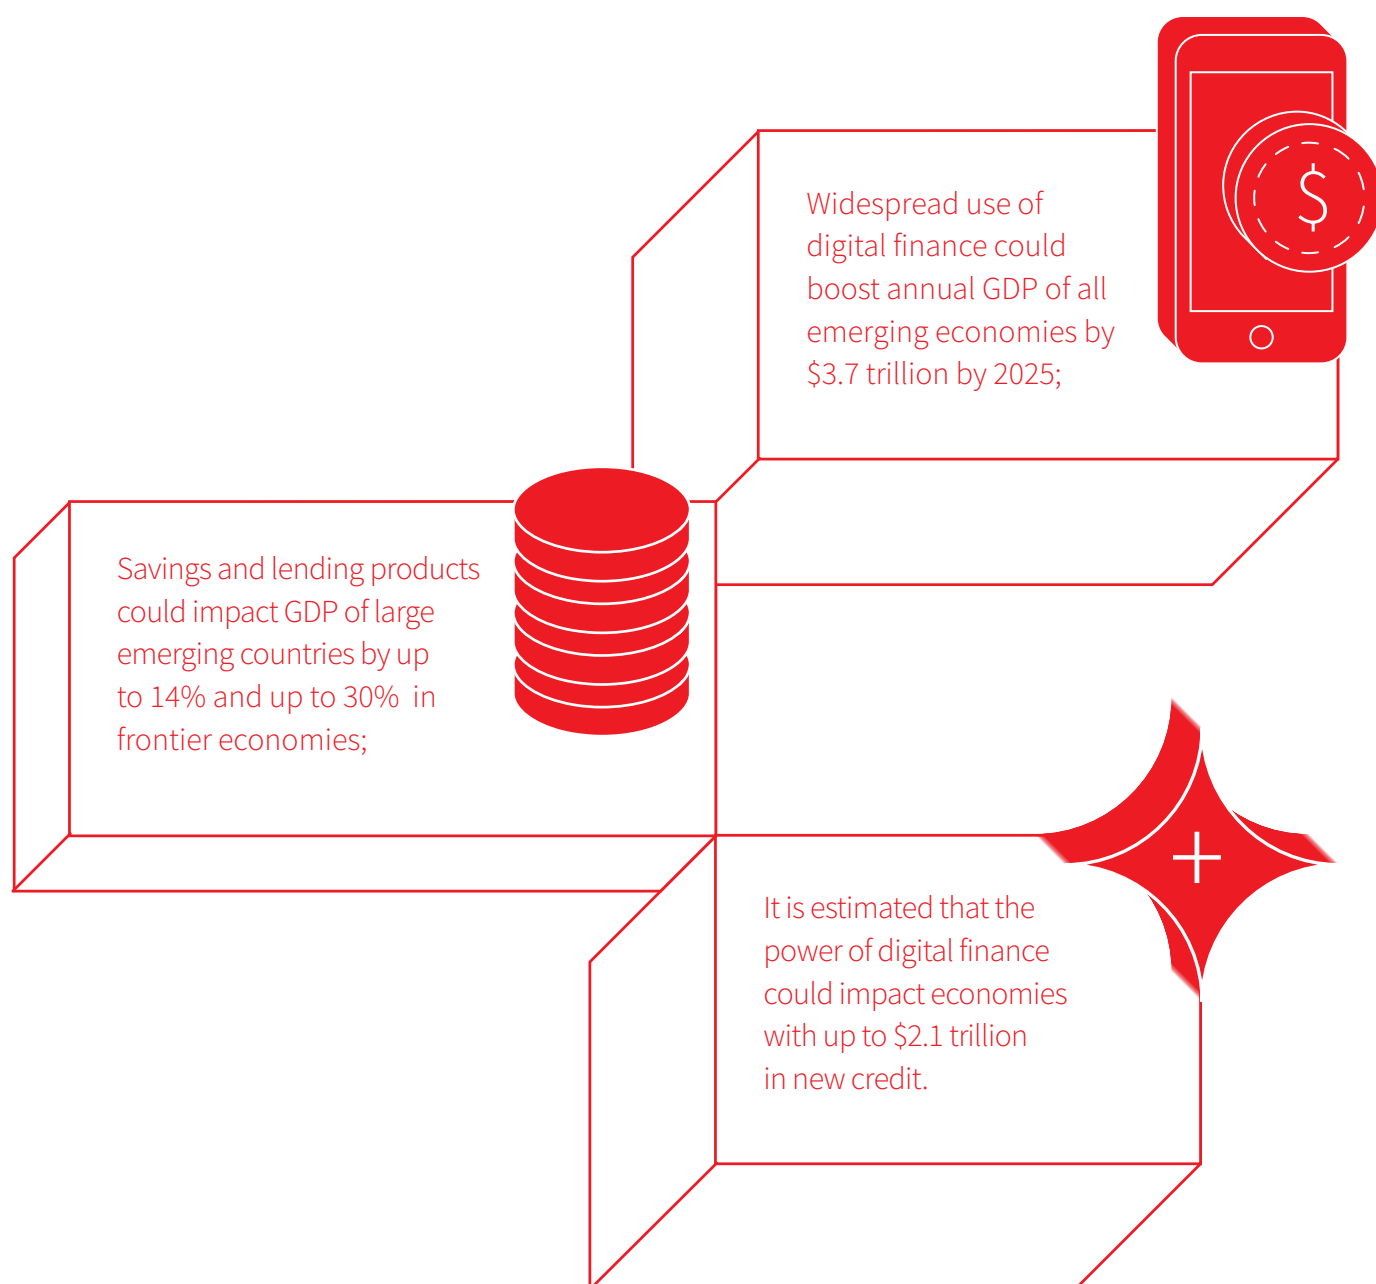 Widespread use of
digital finance could
boost annual GDP of all
emerging economies by
$3.7 trillion by 2025;
$
Savings and lending products
could impact GDP of large
emerging countries by up
to 14% and up to 30%  in
frontier economies;
It is estimated that the
power of digital finance
could impact economies
with up to $2.1 trillion
in new credit.